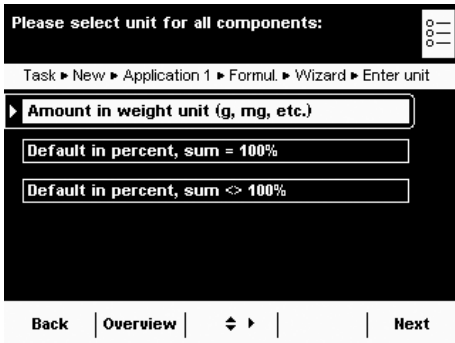 Please select unit for all components:
Task ▸ New ▸ Application 1 ▸ Formul. ▸ Wizard ▸ Enter unit
Amount in weight unit (g, mg, etc.)
Default in percent, sum = 100%
Default in percent, sum <> 100%
Back Overview Next